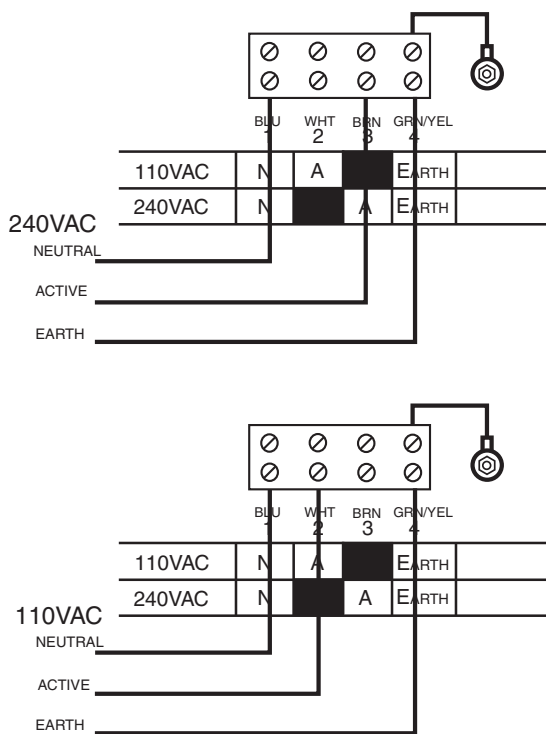 BLU WHT BRN GRN/YEL
1 2 3 4
110VAC N A EARTH
240VAC N A EARTH
240VAC
NEUTRAL
ACTIVE
EARTH
BLU WHT BRN GRN/YEL
1 2 3 4
110VAC N A EARTH
240VAC N A EARTH
110VAC
NEUTRAL
ACTIVE
EARTH